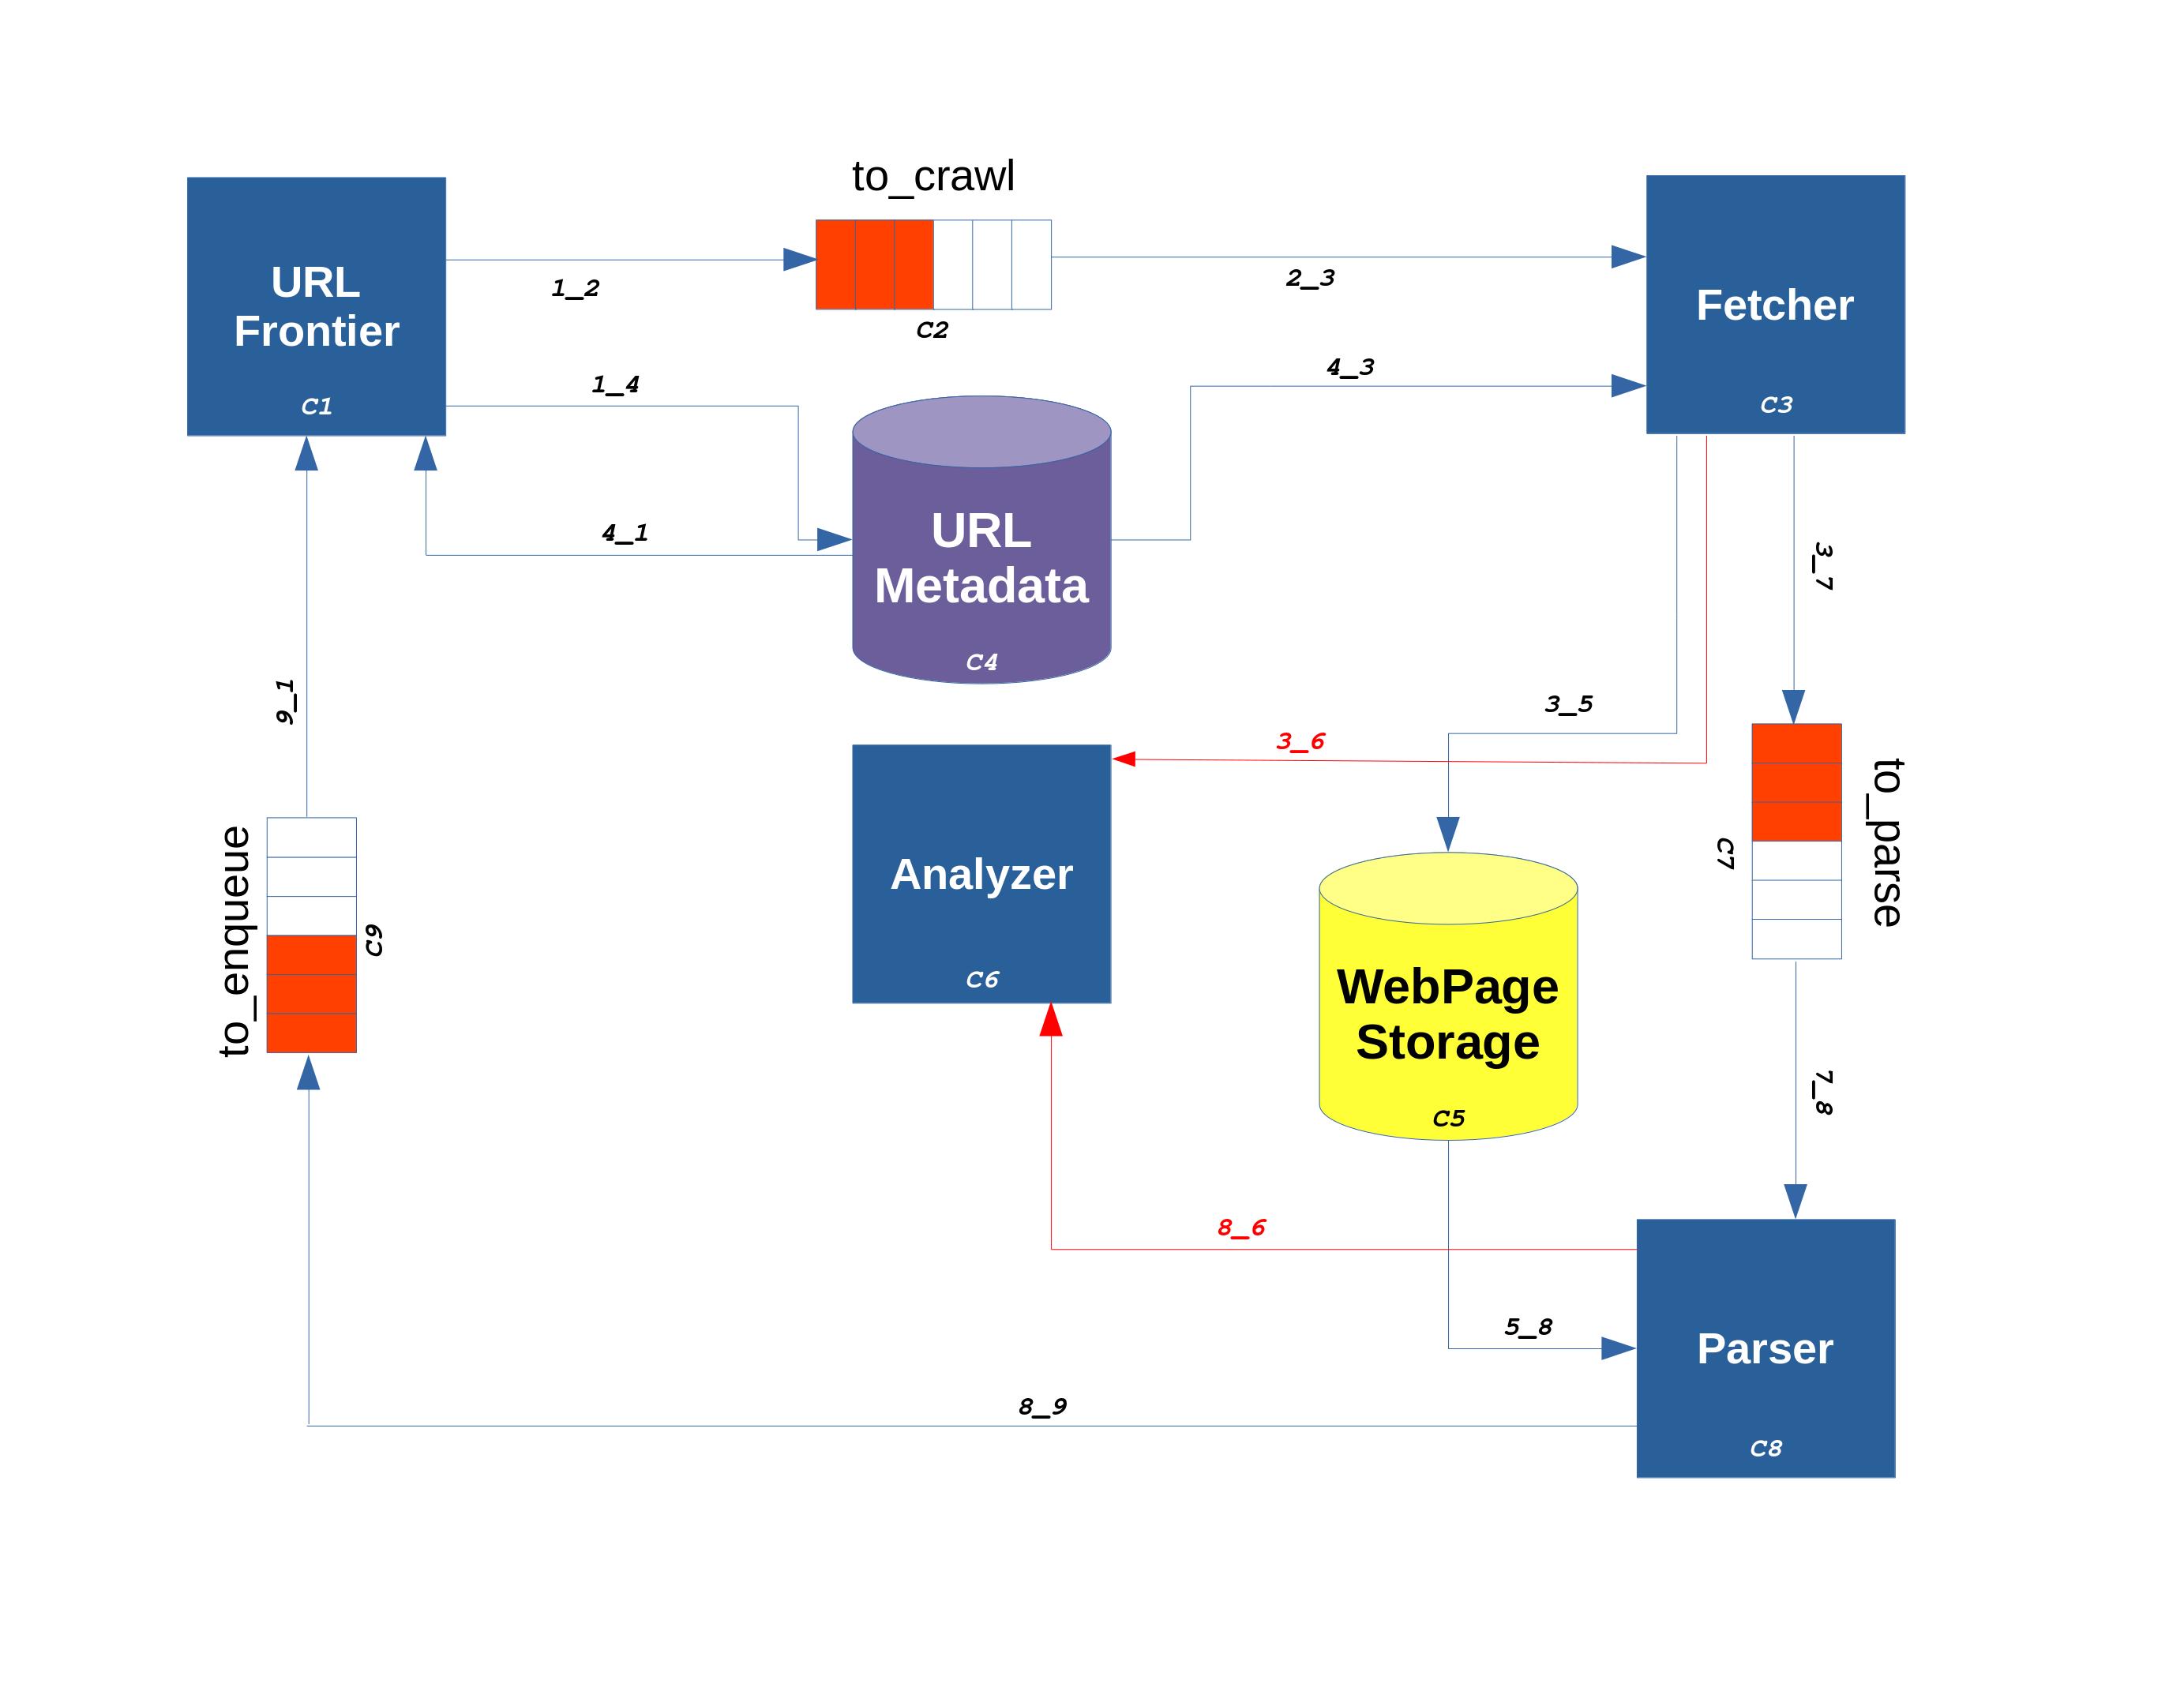 to_crawl
URL
Frontier
C1
1_2
C2
2_3
Fetcher
C3
1_4
4_3
URL
Metadata
C4
4_1
3_7
9_1
3_5
3_6
to_parse
C7
Analyzer
C6
to_enqueue
C9
WebPage
Storage
C5
7_8
8_6
5_8
Parser
C8
8_9